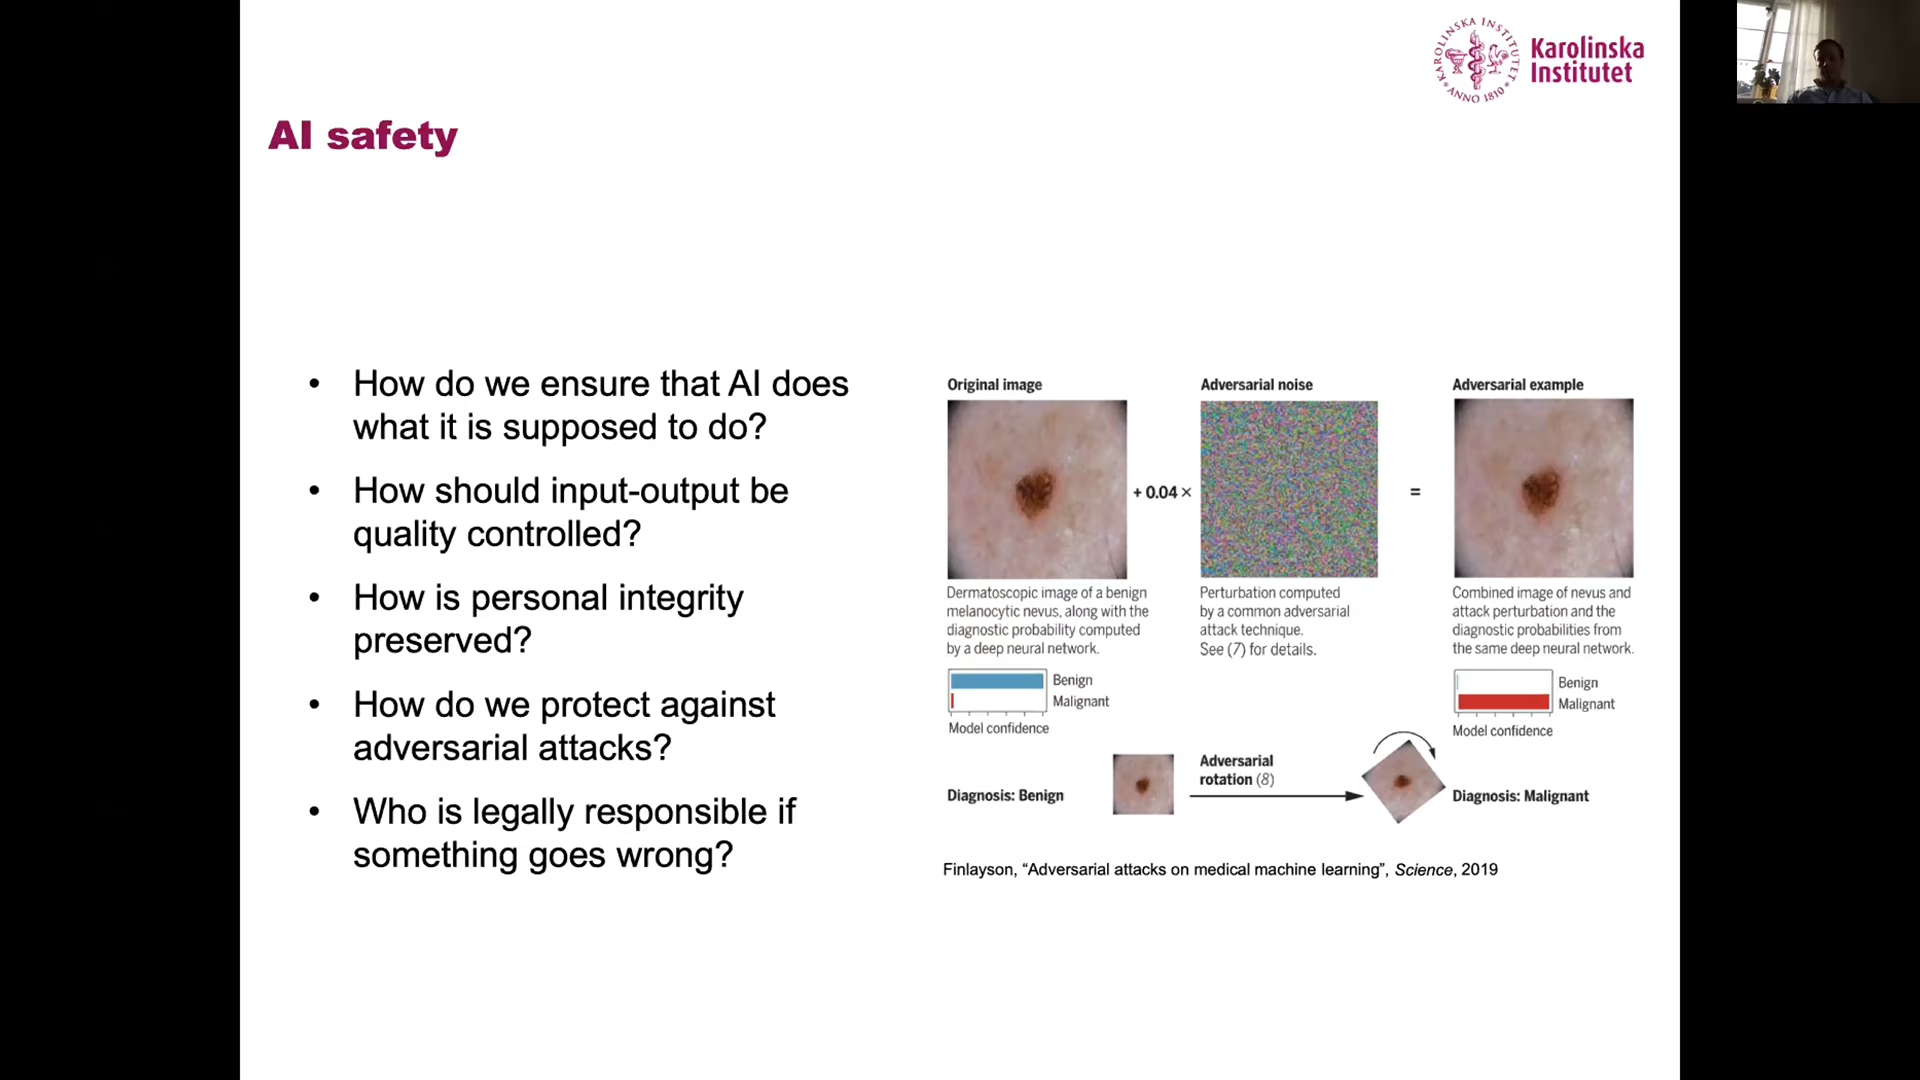 KAROLINSKA INSTITUTET
ANNO 1810
Karolinska
Institutet
AI safety
• How do we ensure that AI does
what it is supposed to do?
• How should input-output be
quality controlled?
• How is personal integrity
preserved?
• How do we protect against
adversarial attacks?
• Who is legally responsible if
something goes wrong?
Original image
+ 0.04 ×
Dermatoscopic image of a benign
melanocytic nevus, along with the
diagnostic probability computed
by a deep neural network.
Benign
Malignant
Model confidence
Adversarial noise
=
Perturbation computed
by a common adversarial
attack technique.
See (7) for details.
Adversarial example
Combined image of nevus and
attack perturbation and the
diagnostic probabilities from
the same deep neural network.
Benign
Malignant
Model confidence
Diagnosis: Benign
Adversarial
rotation (8)
Diagnosis: Malignant
Finlayson, “Adversarial attacks on medical machine learning”, Science, 2019